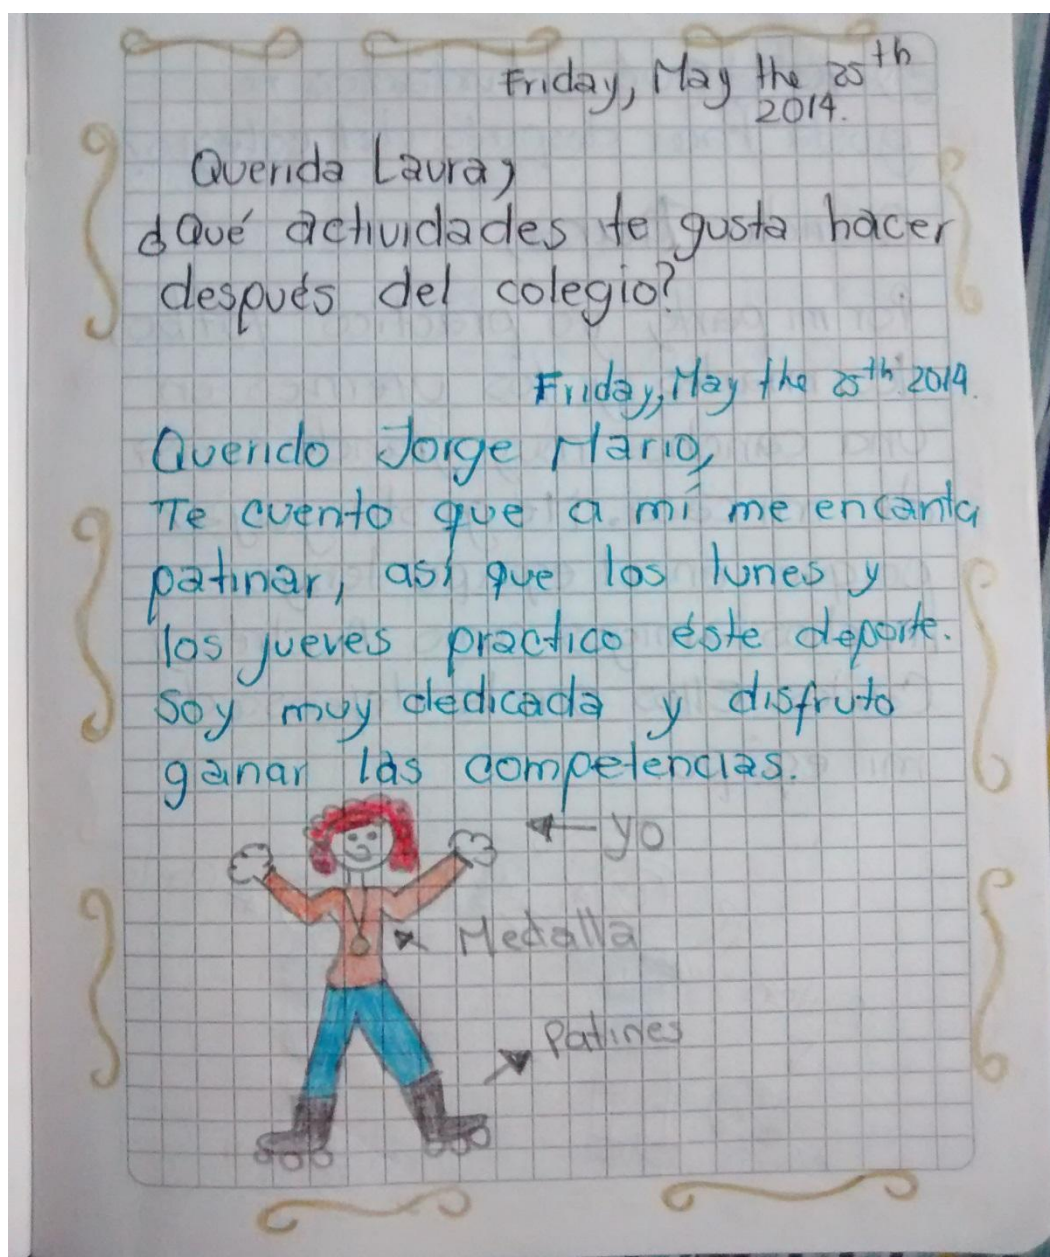 Friday, May the 25th
2014.
Querida Laura,
¿Qué actividades te gusta hacer
después del colegio?
Friday, May the 25th 2014.
Querido Jorge Mario,
Te cuento que a mí me encanta
patinar, así que los lunes y
los jueves practico éste deporte.
Soy muy dedicada y disfruto
ganar las competencias.
yo
Medalla
Patines